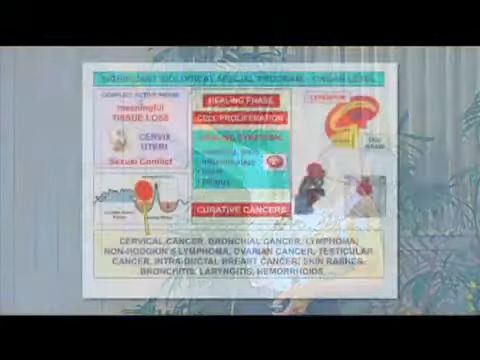 SIGNIFICANT BIOLOGICAL SPECIAL PROGRAM - ORGAN LEVEL
CONFLICT ACTIVE PHASE
meaningful
TISSUE LOSS
CERVIX
UTERI
Sexual Conflict
HEALING PHASE
CELL PROLIFERATION
HEALING SYMPTOMS
CURATIVE CANCERS
CEREBRUM
CERVICAL CANCER, BRONCHIAL CANCER, LYMPHOMA,
NON-HODGKIN'S LYMPHOMA, OVARIAN CANCER, TESTICULAR
CANCER, INTRA-DUCTAL BREAST CANCER, SKIN RASHES,
BRONCHITIS, LARYNGITIS, HEMORRHOIDS, ...